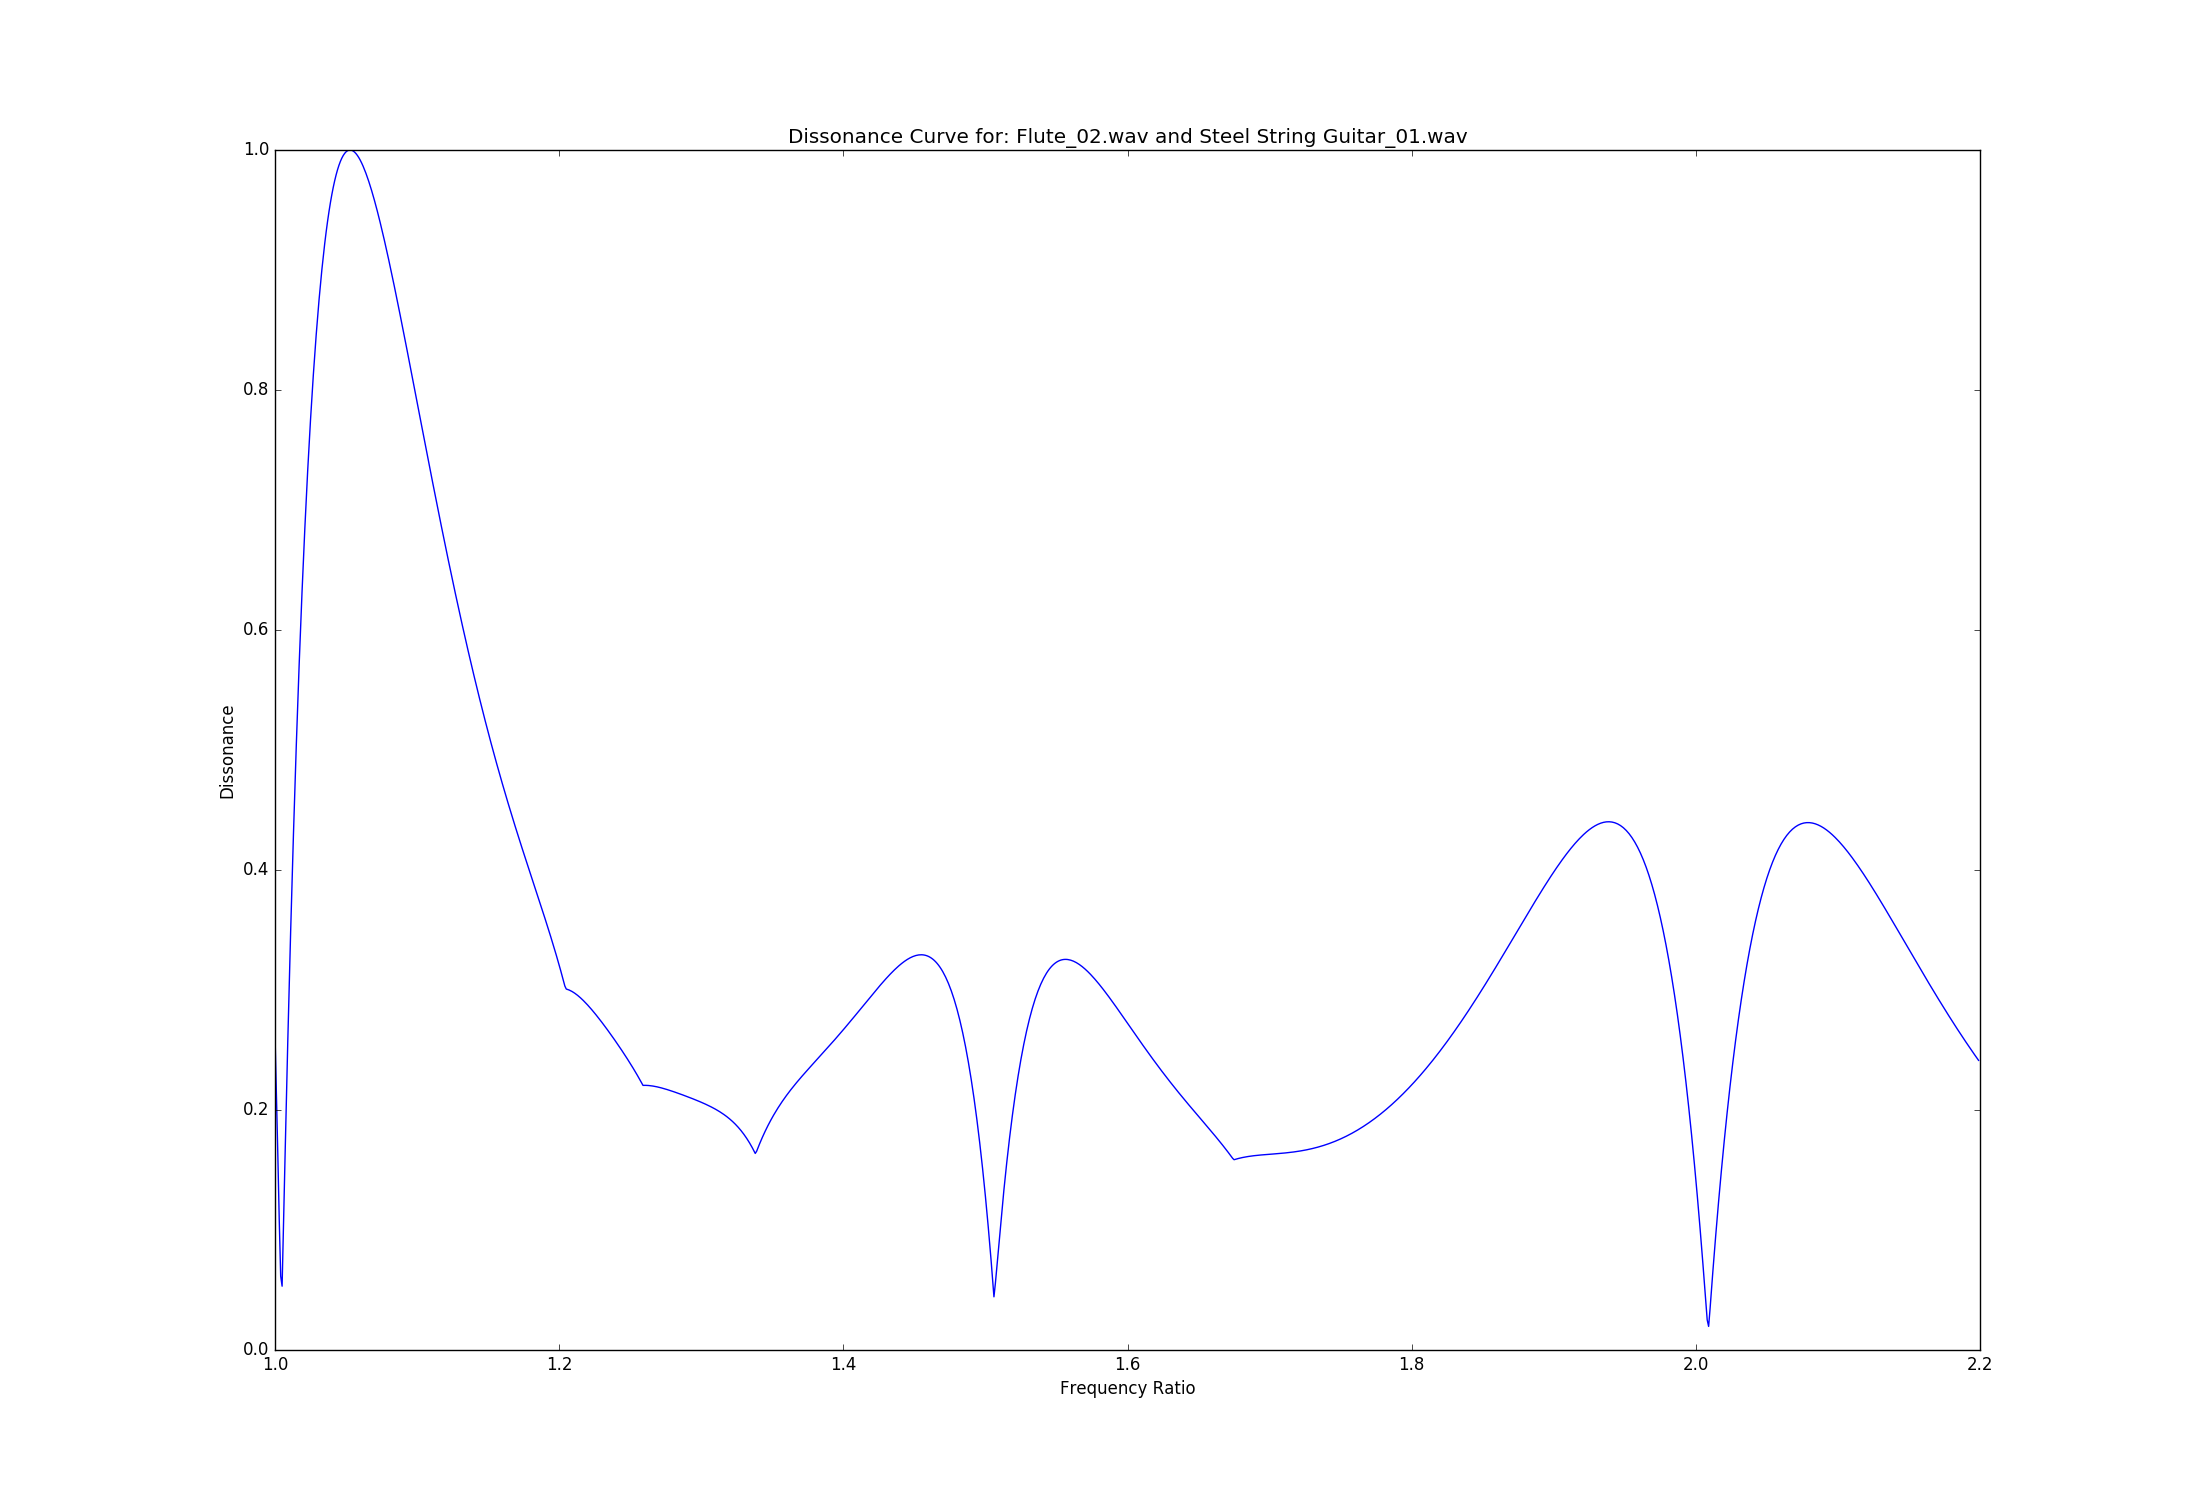 Dissonance Curve for: Flute_02.wav and Steel String Guitar_01.wav
1.0
0.8
0.6
0.4
0.2
0.0
Dissonance
1.0 1.2 1.4 1.6 1.8 2.0 2.2
Frequency Ratio